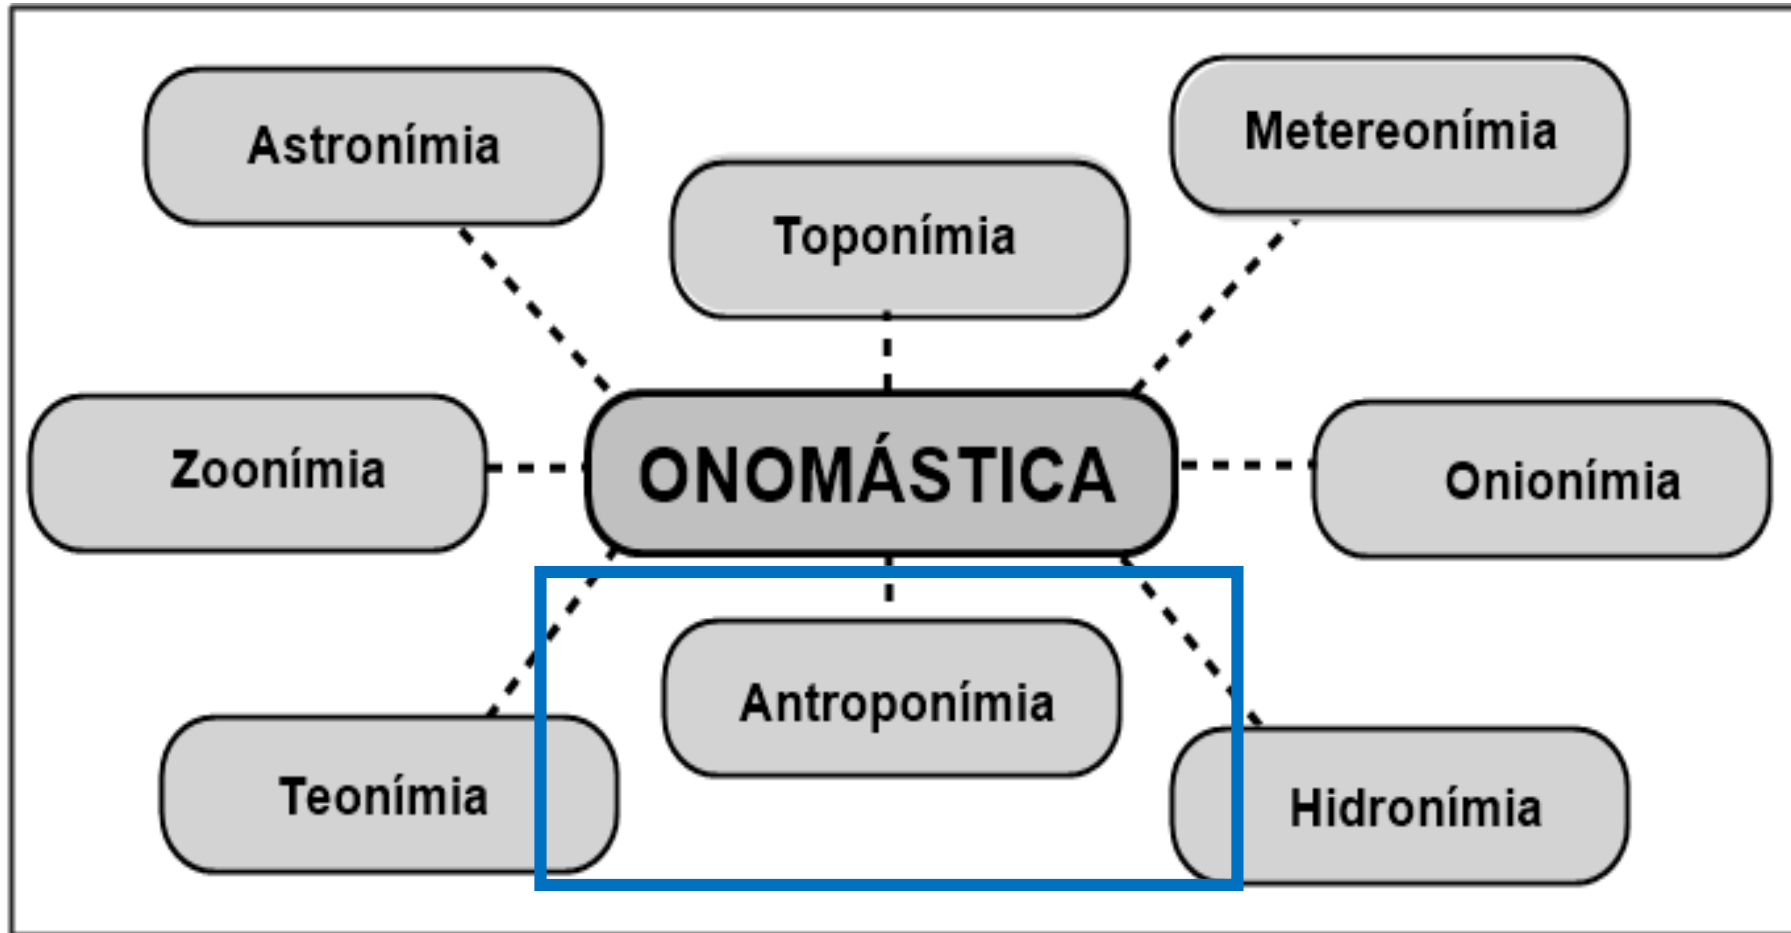 Astronímia
Metereonímia
Toponímia
Zoonímia
ONOMÁSTICA
Onionímia
Antroponímia
Teonímia
Hidronímia